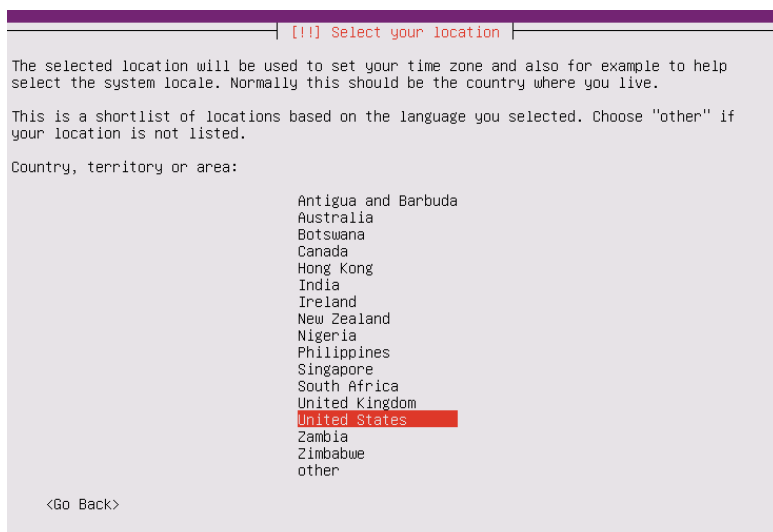 [!!] Select your location
The selected location will be used to set your time zone and also for example to help
select the system locale. Normally this should be the country where you live.
This is a shortlist of locations based on the language you selected. Choose "other" if
your location is not listed.
Country, territory or area:
Antigua and Barbuda
Australia
Botswana
Canada
Hong Kong
India
Ireland
New Zealand
Nigeria
Philippines
Singapore
South Africa
United Kingdom
United States
Zambia
Zimbabwe
other
<Go Back>